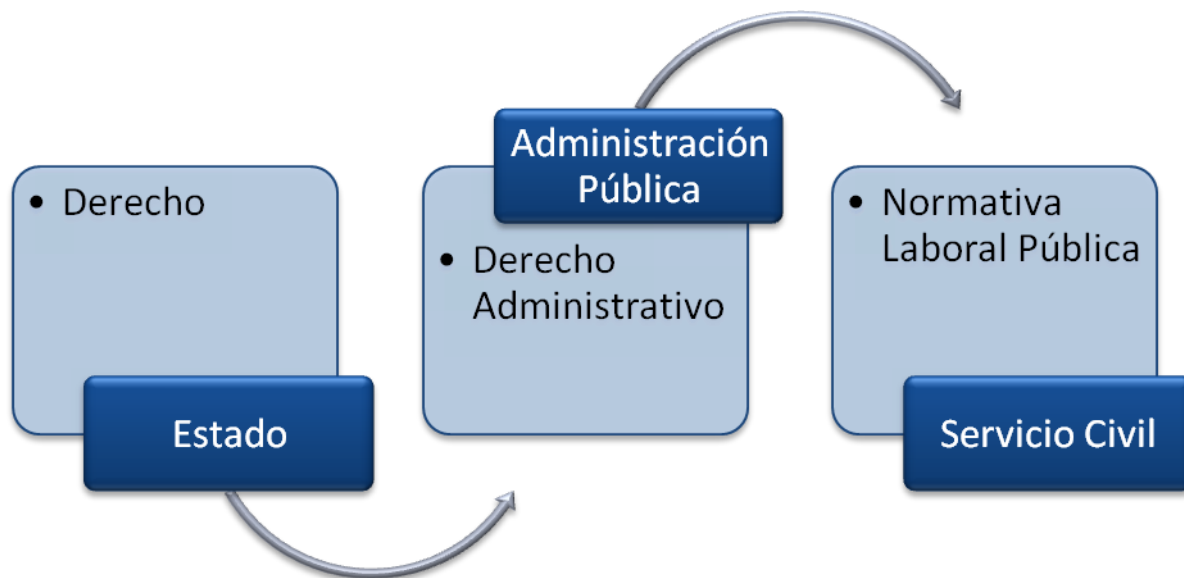 • Derecho
Estado
Administración
Pública
• Derecho
Administrativo
• Normativa
Laboral Pública
Servicio Civil